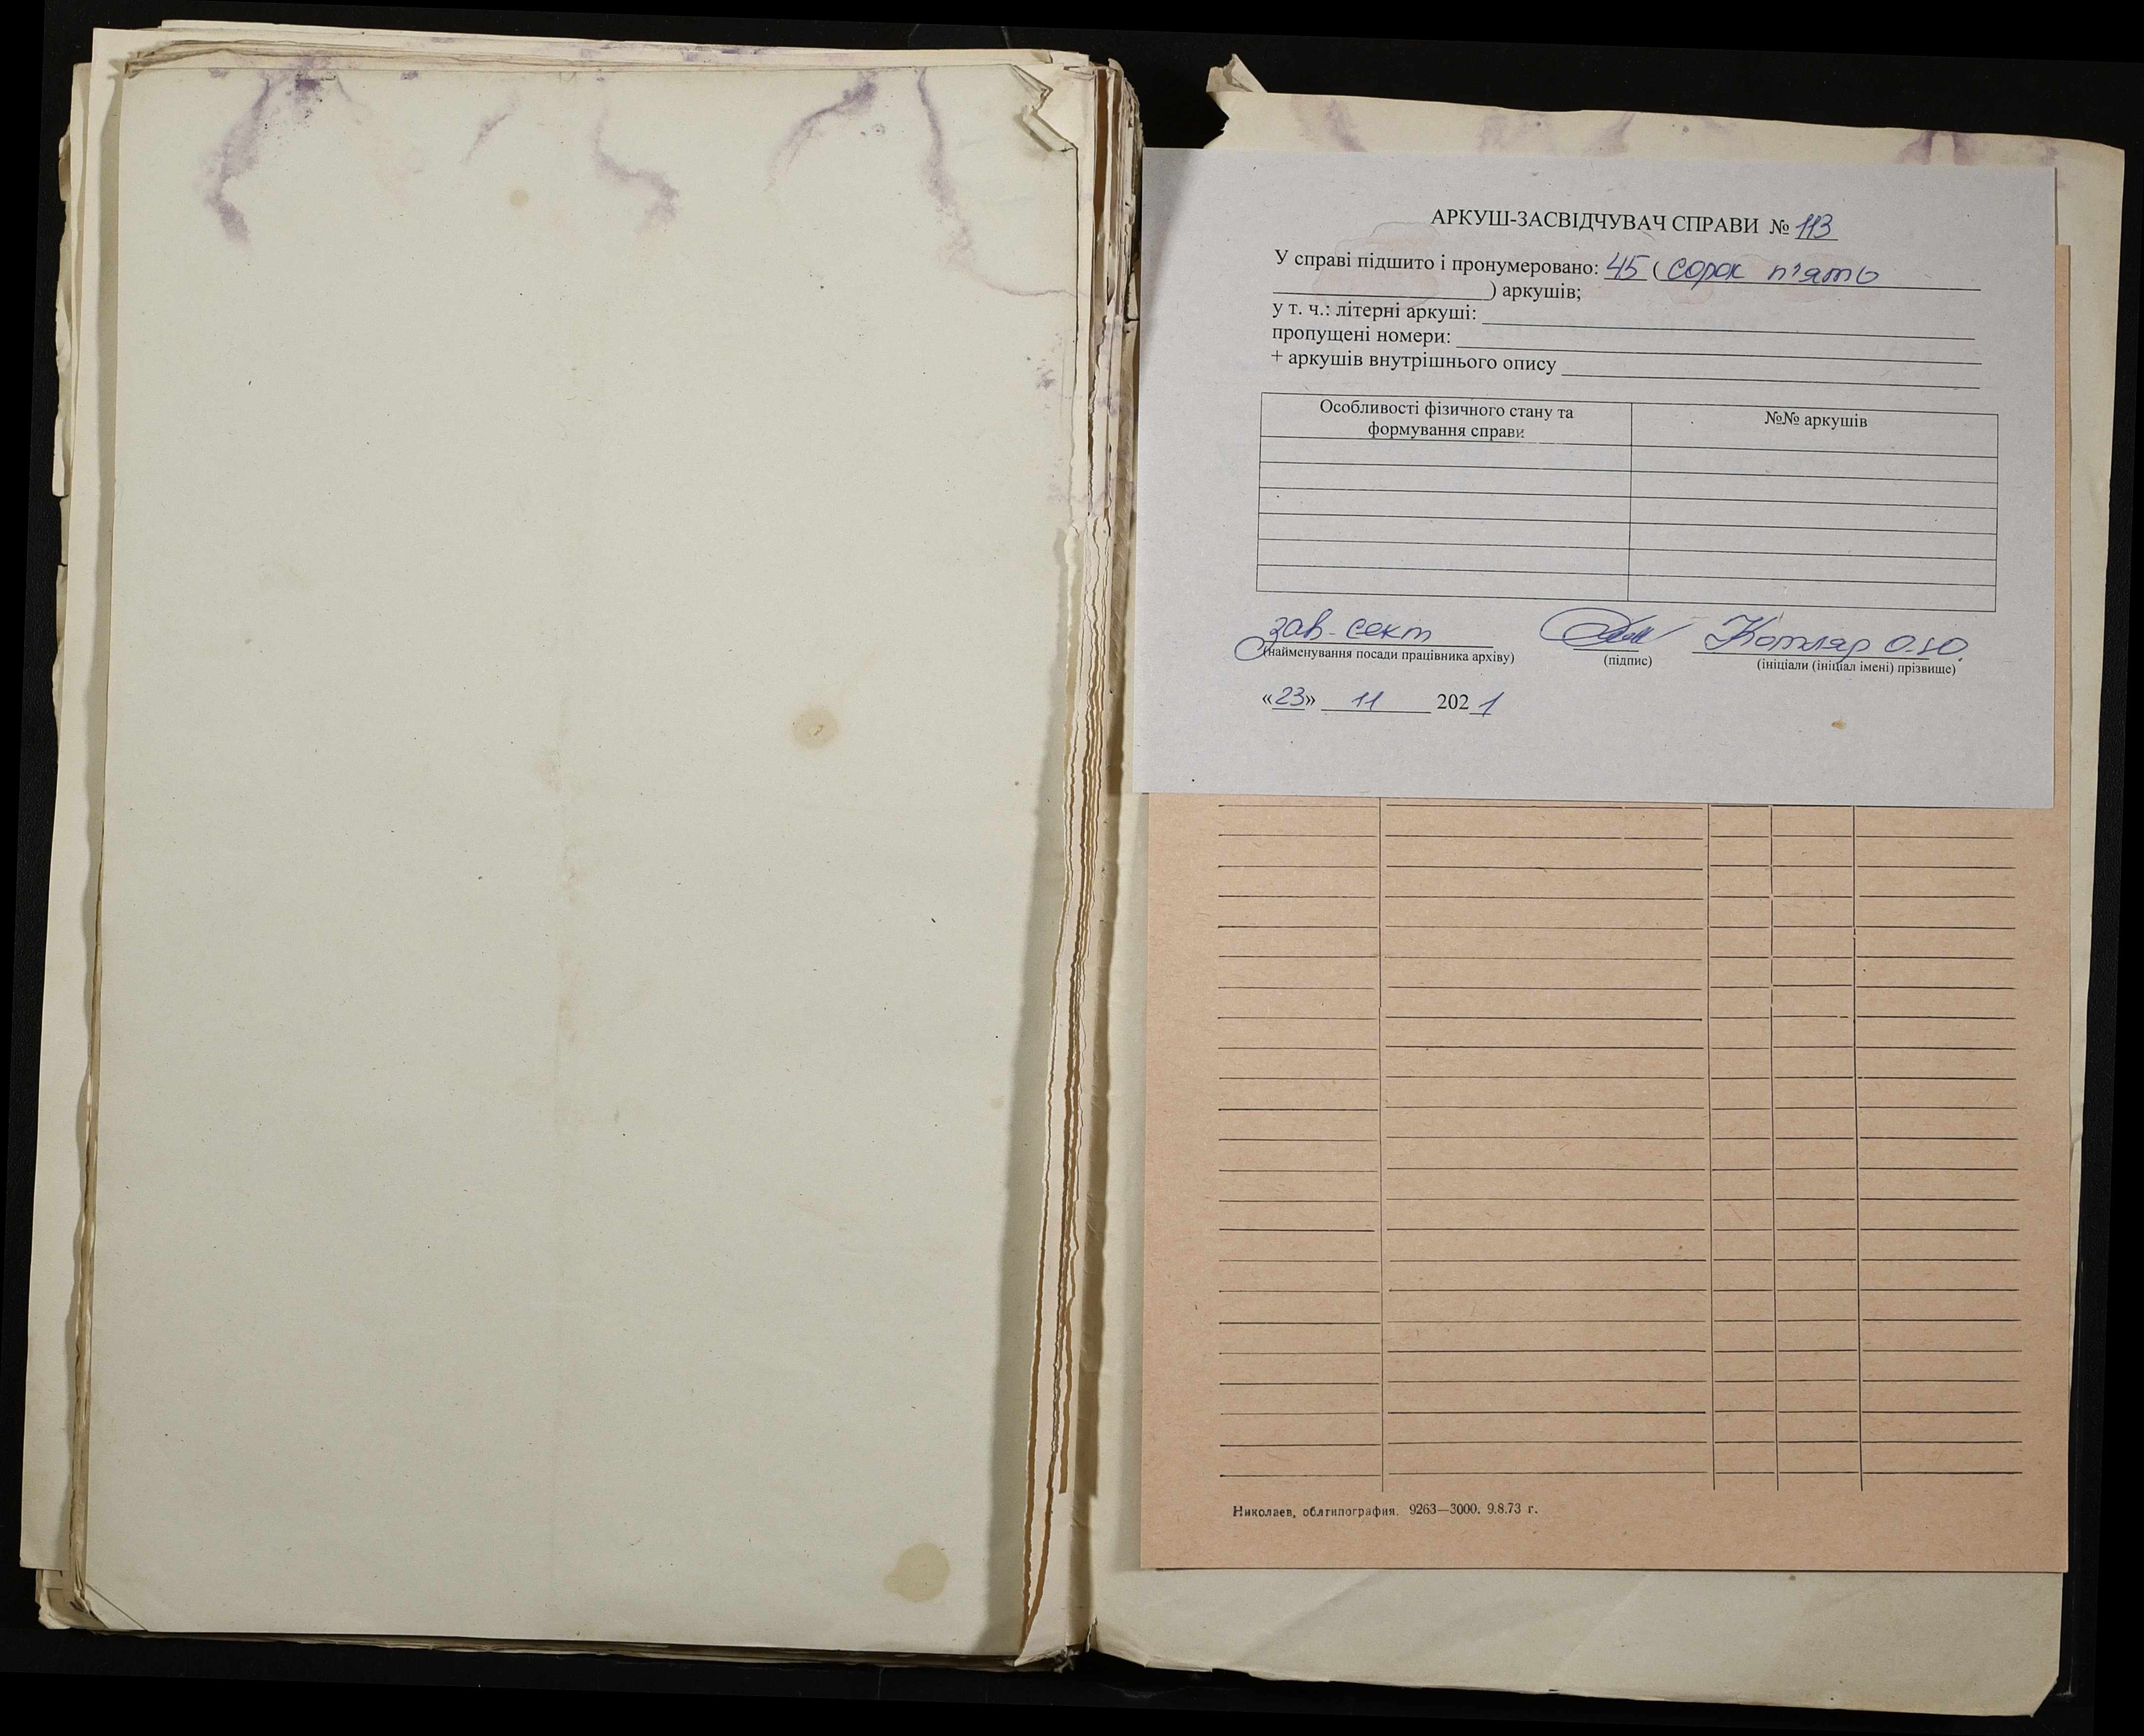 АРКУШ-ЗАСВІДЧУВАЧ СПРАВИ № 113
У справі підшито і пронумеровано: 45 (сорок п'ять
) аркушів;
у т. ч.: літерні аркуші:
пропущені номери:
+ аркушів внутрішнього опису
Особливості фізичного стану та
формування справи
№№ аркушів
зав. сект Котляр О.Ю.
(найменування посади працівника архіву) (підпис) (ініціали (ініціал імені) прізвище)
«23» 11 2021
Николаев, облтипография. 9263—3000. 9.8.73 г.